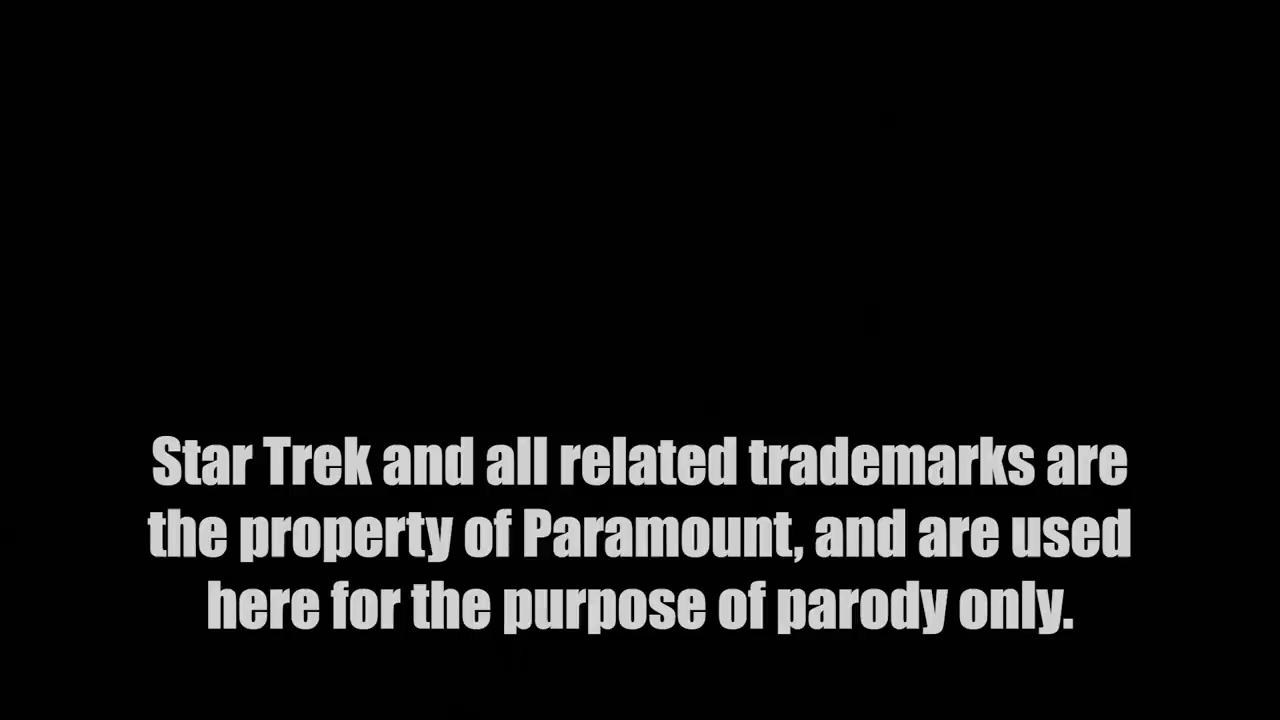 Star Trek and all related trademarks are
the property of Paramount, and are used
here for the purpose of parody only.